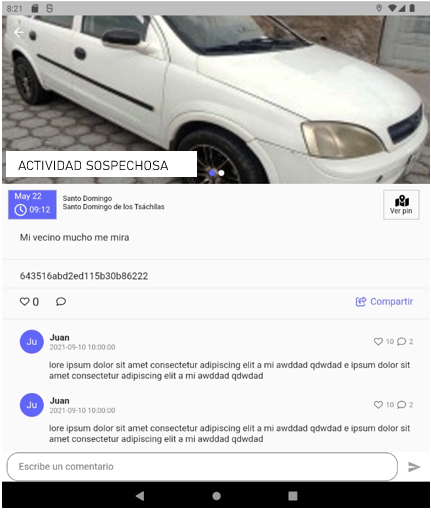 8:21
ACTIVIDAD SOSPECHOSA
May 22
09:12
Santo Domingo
Santo Domingo de los Tsáchilas
Ver pin
Mi vecino mucho me mira
643516abd2ed115b30b86222
0
Compartir
Ju
Juan
2021-09-10 10:00:00
10
2
lore ipsum dolor sit amet consectetur adipiscing elit a mi awddad qdwdad e ipsum dolor sit
amet consectetur adipiscing elit a mi awddad qdwdad
Ju
Juan
2021-09-10 10:00:00
10
2
lore ipsum dolor sit amet consectetur adipiscing elit a mi awddad qdwdad e ipsum dolor sit
amet consectetur adipiscing elit a mi awddad qdwdad
Escribe un comentario